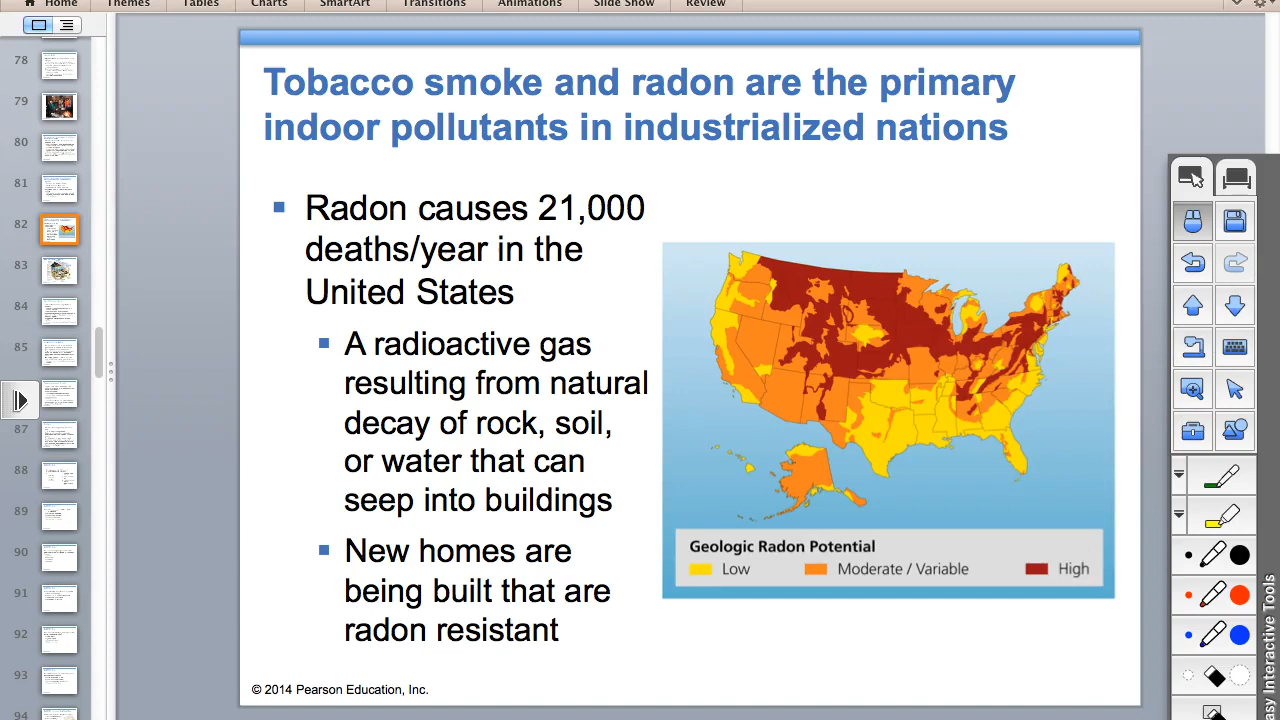 Home Themes Tables Charts SmartArt Transitions Animations Slide Show Review
78
79
80
81
82
83
84
85
87
88
89
90
91
92
93
94
Tobacco smoke and radon are the primary
indoor pollutants in industrialized nations
Radon causes 21,000
deaths/year in the
United States
A radioactive gas
resulting from natural
decay of rock, soil,
or water that can
seep into buildings
New homes are
being built that are
radon resistant
Geologic Radon Potential
Low Moderate / Variable High
© 2014 Pearson Education, Inc.
Interactive Tools